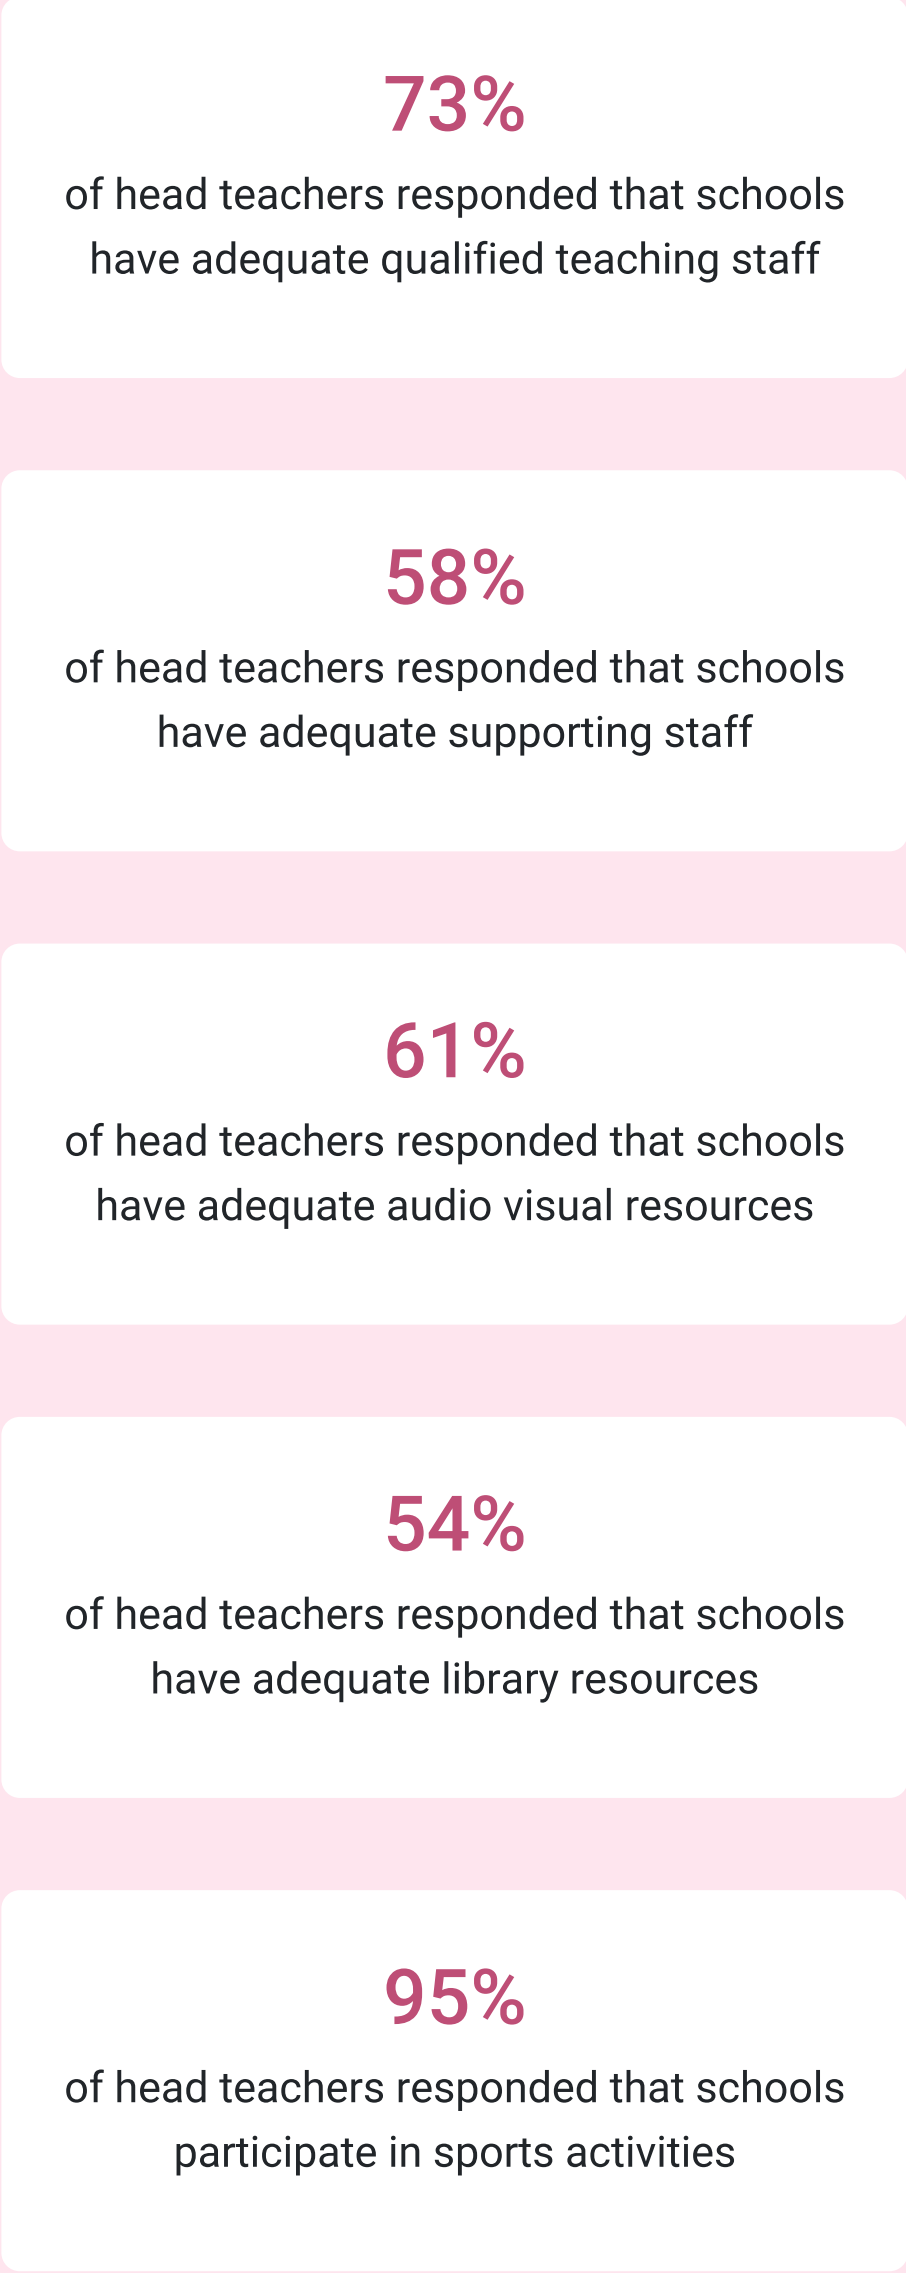 73%
of head teachers responded that schools
have adequate qualified teaching staff
58%
of head teachers responded that schools
have adequate supporting staff
61%
of head teachers responded that schools
have adequate audio visual resources
54%
of head teachers responded that schools
have adequate library resources
95%
of head teachers responded that schools
participate in sports activities